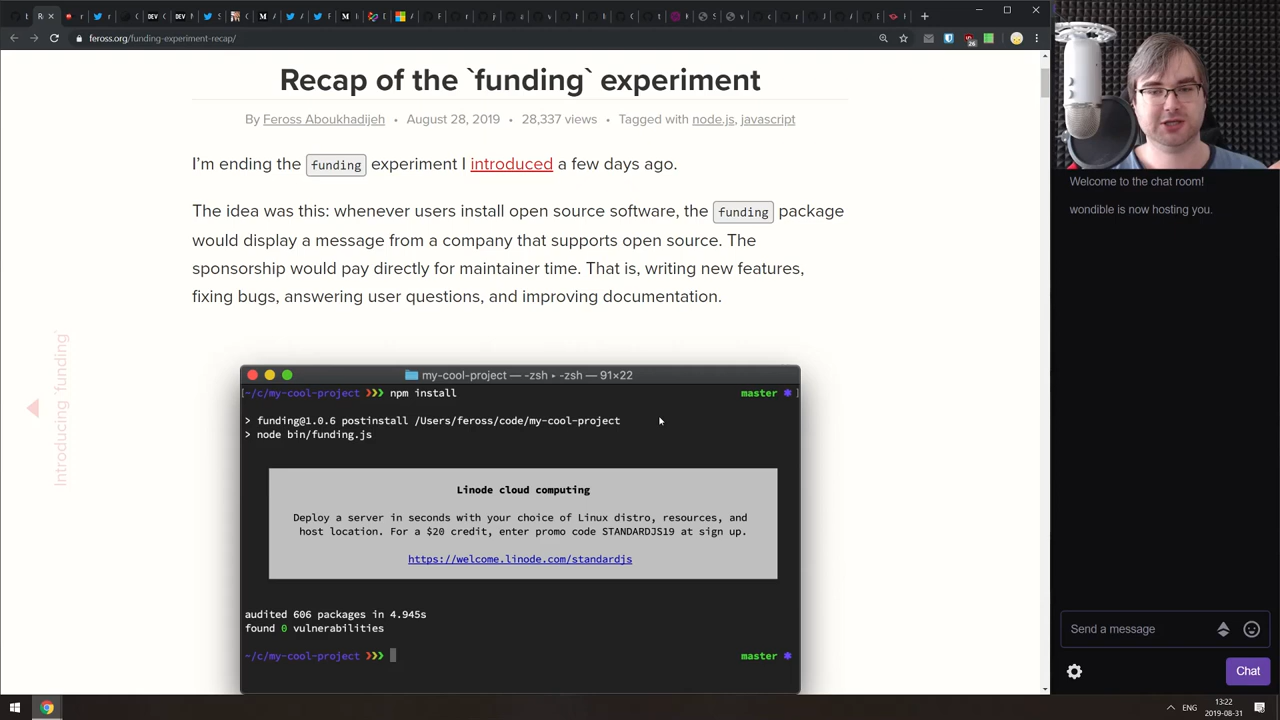 feross.org/funding-experiment-recap/
26
Recap of the `funding` experiment
By Feross Aboukhadijeh • August 28, 2019 • 28,337 views • Tagged with node.js, javascript
I'm ending the funding experiment I introduced a few days ago.
The idea was this: whenever users install open source software, the funding package
would display a message from a company that supports open source. The
sponsorship would pay directly for maintainer time. That is, writing new features,
fixing bugs, answering user questions, and improving documentation.
Introducing `funding`
my-cool-project — -zsh • -zsh — 91×22
[~/c/my-cool-project ❯❯❯ npm install master ✱ ]
> funding@1.0.6 postinstall /Users/feross/code/my-cool-project
> node bin/funding.js
Linode cloud computing
Deploy a server in seconds with your choice of Linux distro, resources, and
host location. For a $20 credit, enter promo code STANDARDJS19 at sign up.
https://welcome.linode.com/standardjs
audited 606 packages in 4.945s
found 0 vulnerabilities
~/c/my-cool-project ❯❯❯ master ✱
Welcome to the chat room!
wondible is now hosting you.
Send a message
Chat
ENG
13:22
2019-08-31